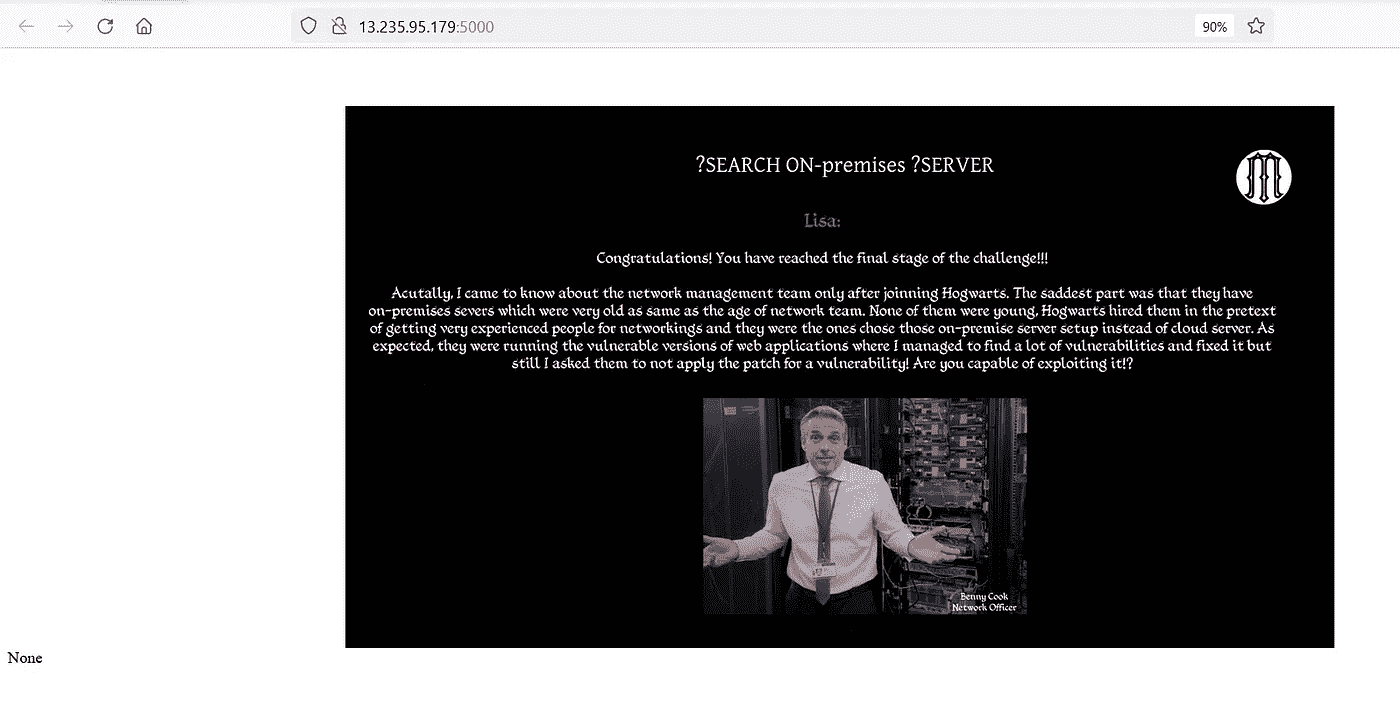 13.235.95.179:5000
90%
?SEARCH ON-premises ?SERVER
M
Lisa:
Congratulations! You have reached the final stage of the challenge!!!
Acutally, I came to know about the network management team only after joinning Hogwarts. The saddest part was that they have
on-premises severs which were very old as same as the age of network team. None of them were young, Hogwarts hired them in the pretext
of getting very experienced people for networkings and they were the ones chose those on-premise server setup instead of cloud server. As
expected, they were running the vulnerable versions of web applications where I managed to find a lot of vulnerabilities and fixed it but
still I asked them to not apply the patch for a vulnerability! Are you capable of exploiting it!?
Benny Cook
Network Officer
None